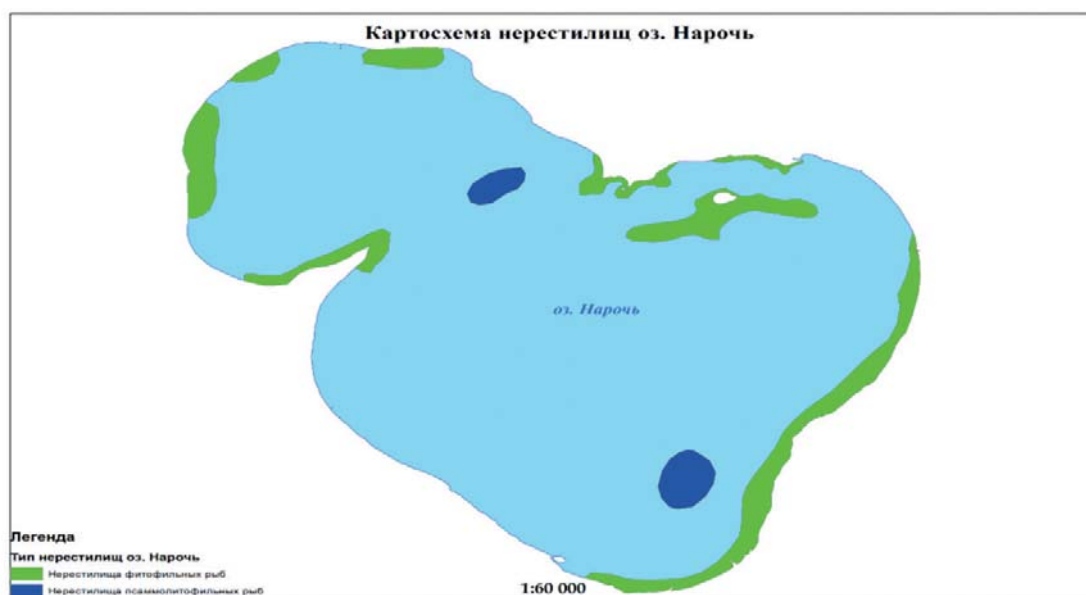 Картосхема нерестилищ оз. Нарочь
оз. Нарочь
Легенда
Тип нерестилищ оз. Нарочь
Нерестилища фитофильных рыб
Нерестилища псаммолитофильных рыб
1:60 000